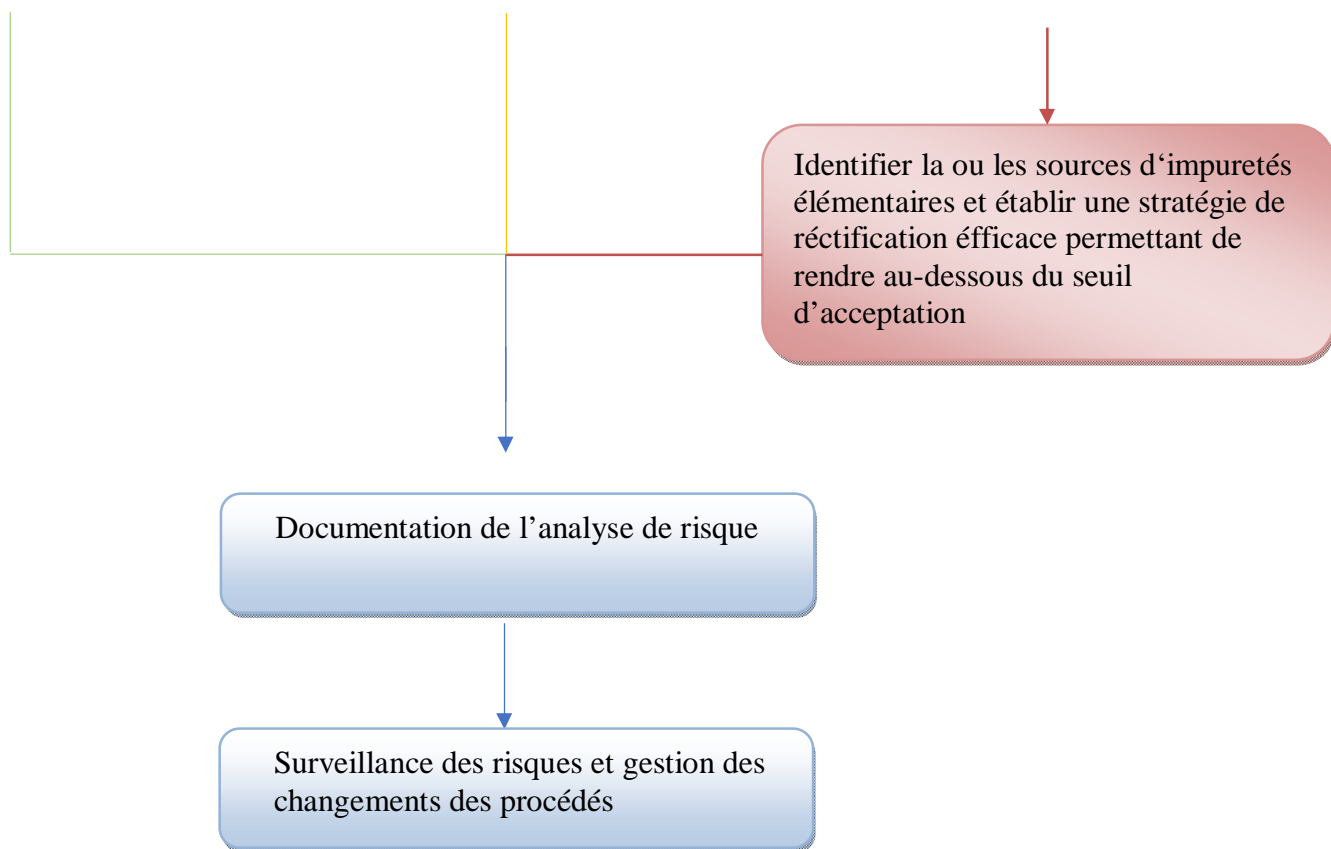 Identifier la ou les sources d‘impuretés
élémentaires et établir une stratégie de
réctification éfficace permettant de
rendre au-dessous du seuil
d’acceptation
Documentation de l’analyse de risque
Surveillance des risques et gestion des
changements des procédés